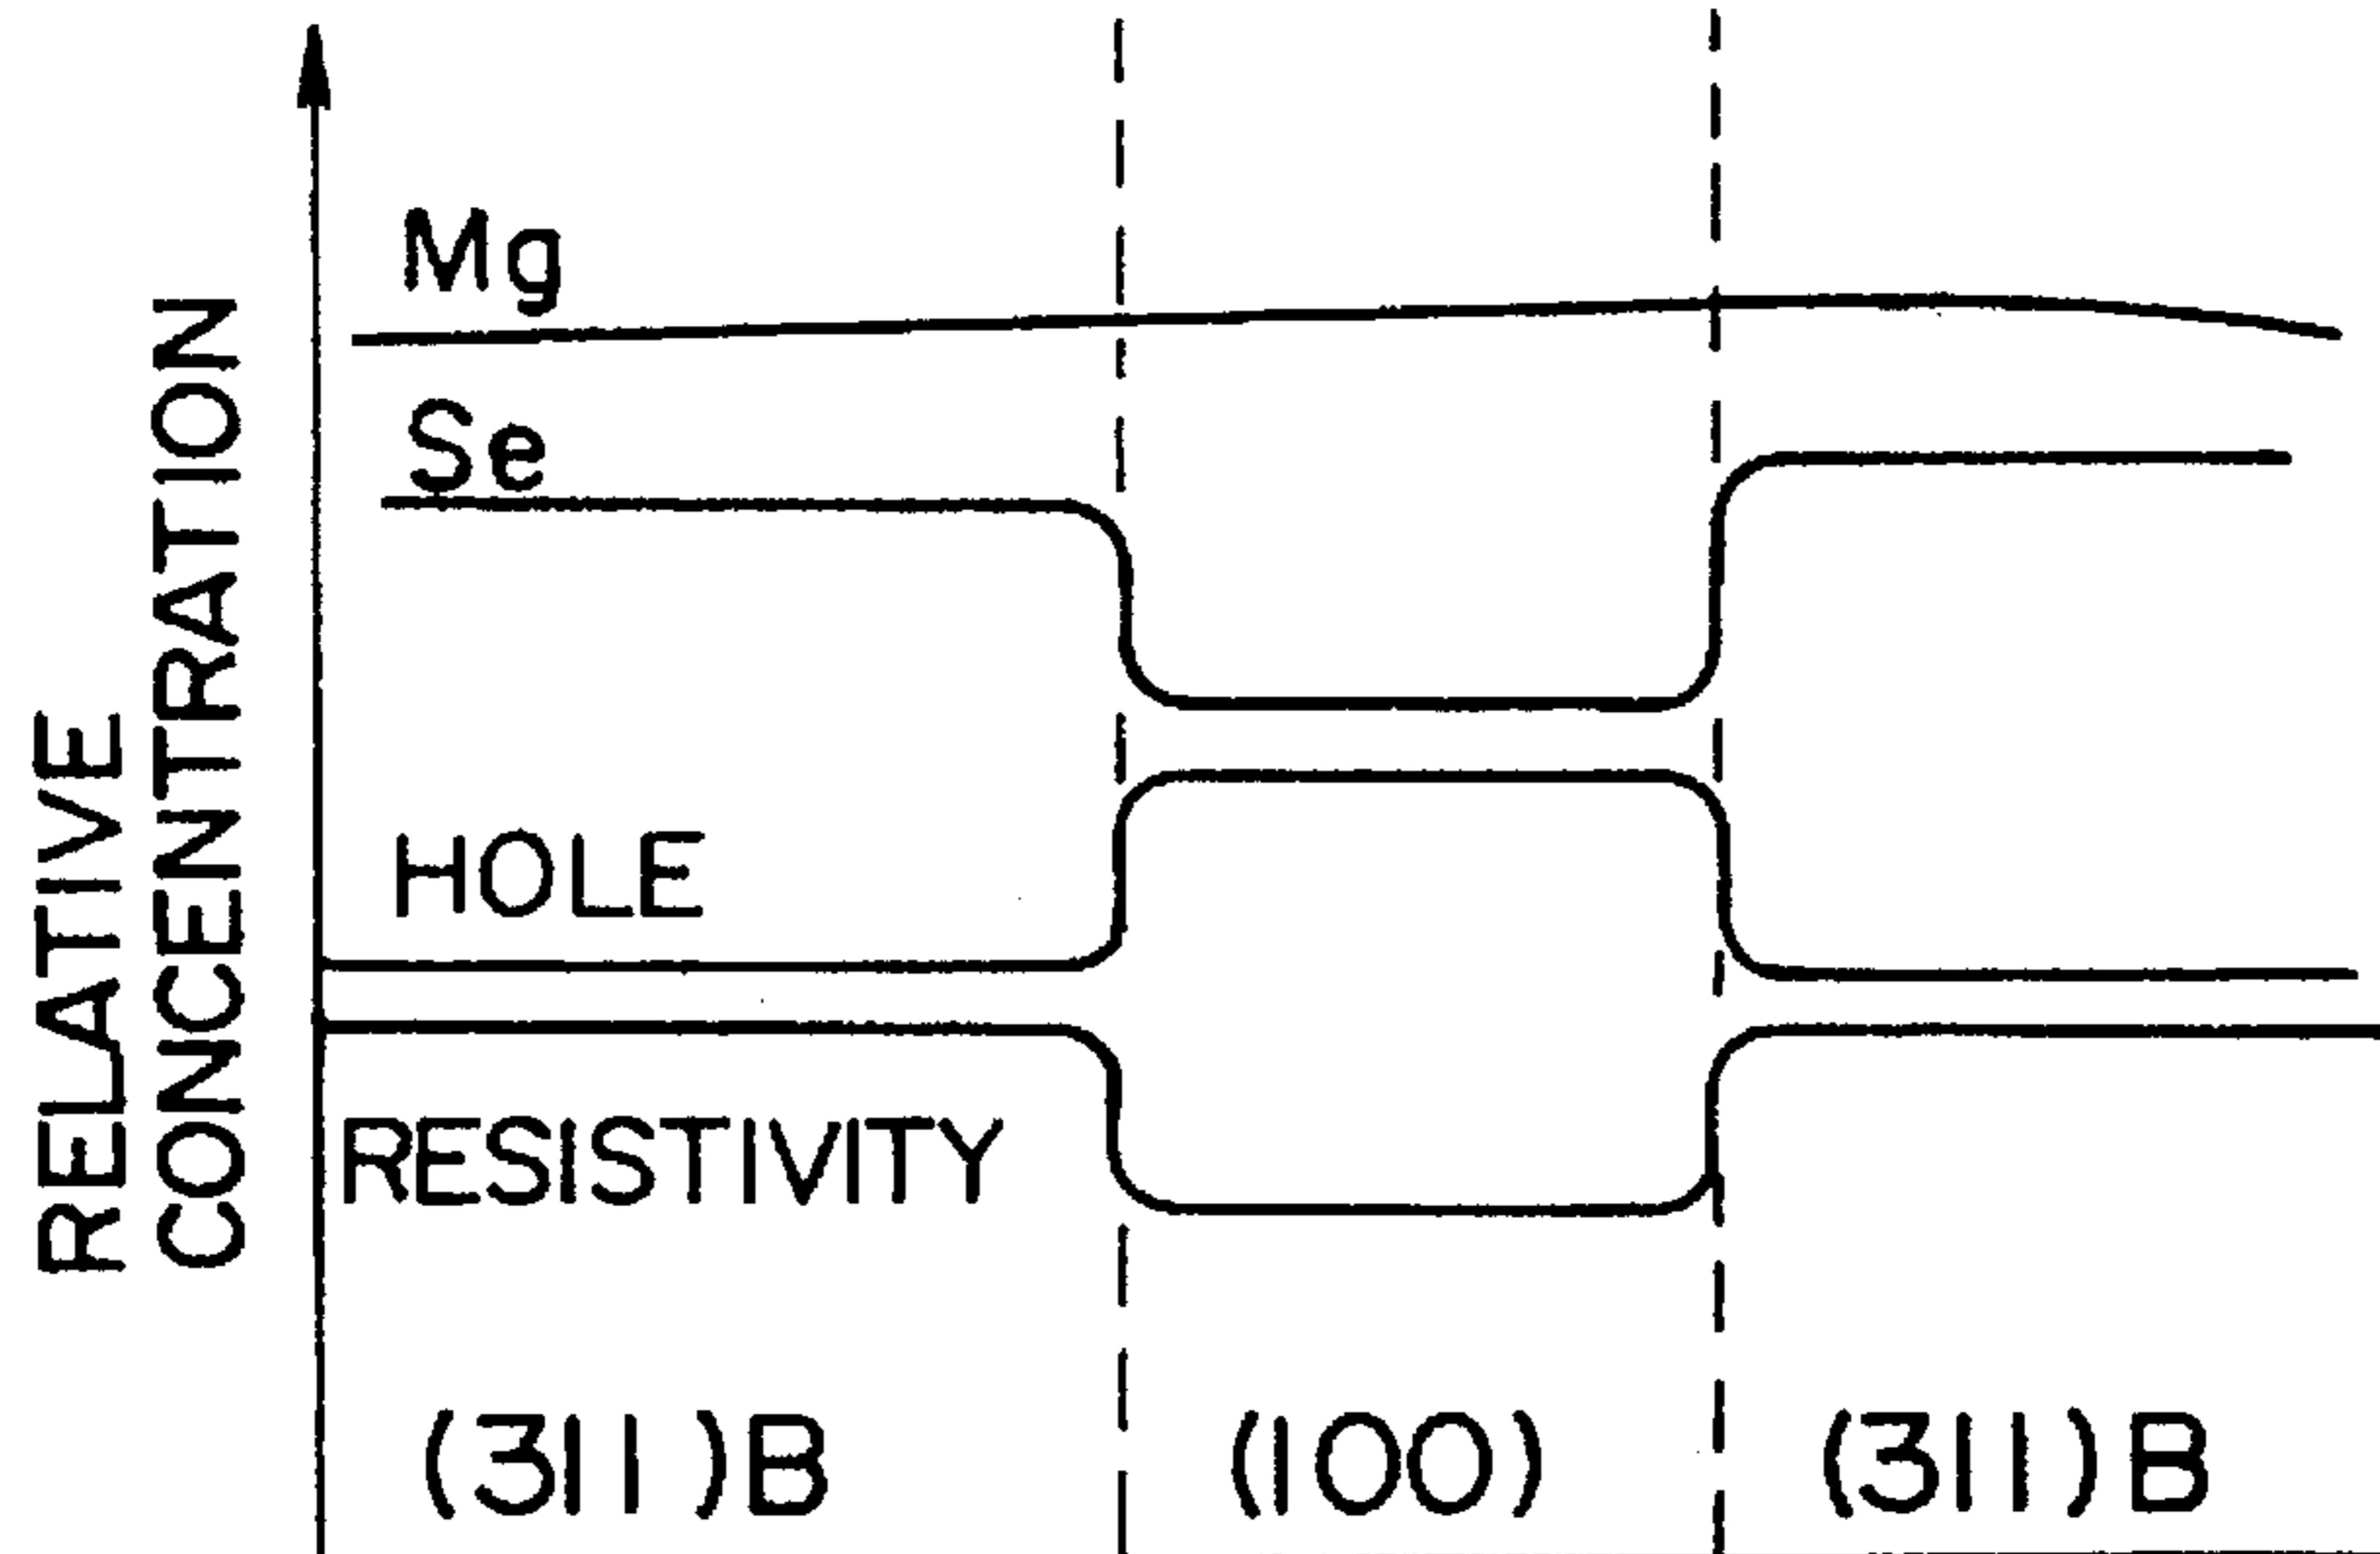 RELATIVE
CONCENTRATION
Mg
Se
HOLE
RESISTIVITY
(311)B (100) (311)B